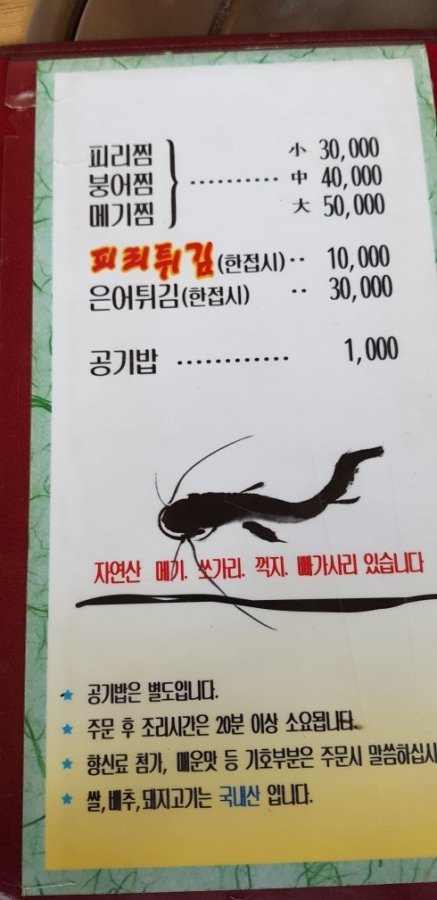 피리찜 小 30,000
붕어찜 .......... 中 40,000
메기찜 大 50,000
피리튀김(한접시)·· 10,000
은어튀김(한접시) ·· 30,000
공기밥 ............ 1,000
자연산 메기. 쏘가리. 꺽지. 빠가사리 있습니다
★ 공기밥은 별도입니다.
★ 주문 후 조리시간은 20분 이상 소요됩니다.
★ 향신료 첨가, 매운맛 등 기호부분은 주문시 말씀하십시
★ 쌀,배추,돼지고기는 국내산 입니다.